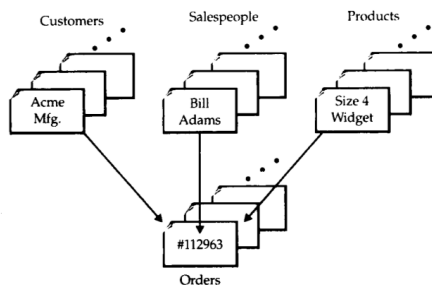 Customers
Salespeople
Products
Acme
Mfg.
Bill
Adams
Size 4
Widget
#112963
Orders